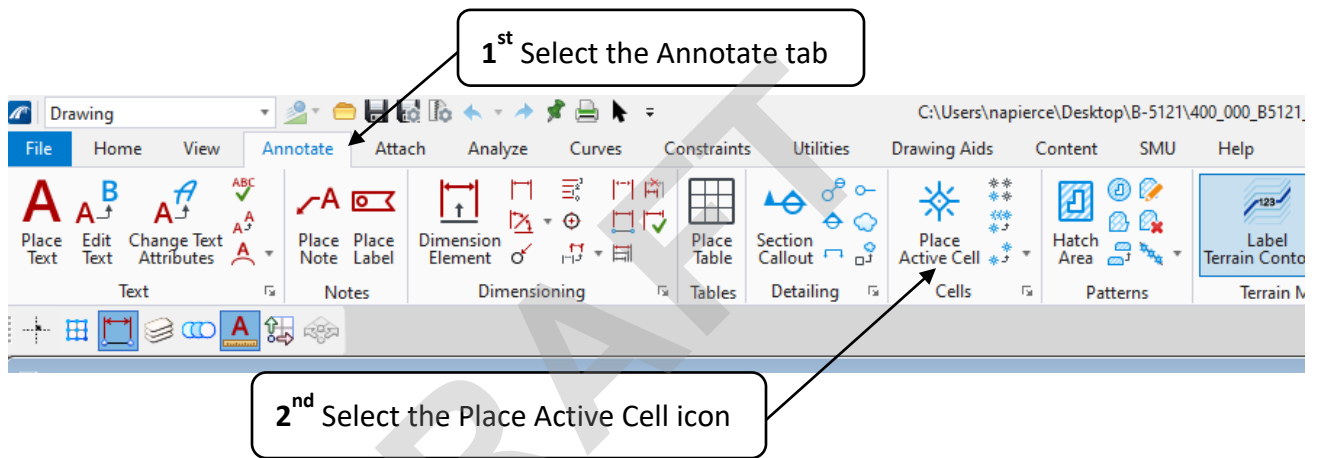 1st Select the Annotate tab
Drawing
C:\Users\napierce\Desktop\B-5121\400_000_B5121_
File Home View Annotate Attach Analyze Curves Constraints Utilities Drawing Aids Content SMU Help
A A B A ABC A A A A 123
Place Text
Edit Text
Change Text Attributes
Place Note
Place Label
Dimension Element
Place Table
Section Callout
Place Active Cell
Hatch Area
Label Terrain Conto
Text Notes Dimensioning Tables Detailing Cells Patterns Terrain M
A
2nd Select the Place Active Cell icon
DRAFT